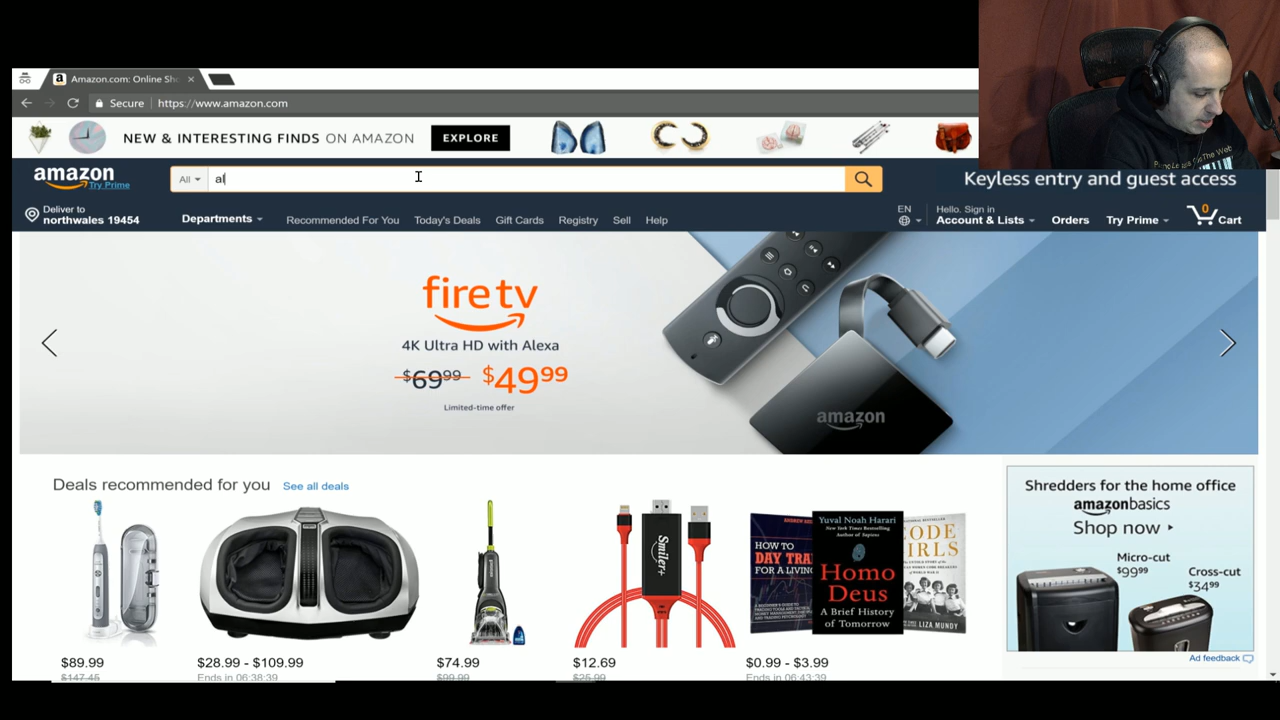 Amazon.com: Online Sho
Secure https://www.amazon.com
NEW & INTERESTING FINDS ON AMAZON EXPLORE
amazon
Try Prime
All al
Keyless entry and guest access
Deliver to
northwales 19454
Departments
Recommended For You Today's Deals Gift Cards Registry Sell Help
EN
Hello. Sign in
Account & Lists
Orders
Try Prime
0
Cart
fire tv
4K Ultra HD with Alexa
$69.99 $49.99
Limited-time offer
amazon
Deals recommended for you See all deals
Smiler+
HOW TO
DAY TRA
FOR A LIVING
Yuval Noah Harari
Homo
Deus
A Brief History
of Tomorrow
CODE
GIRLS
LIZA MUNDY
$89.99
$147.45
$28.99 - $109.99
Ends in 06:38:39
$74.99
$99.99
$12.69
$25.99
$0.99 - $3.99
Ends in 06:43:39
Shredders for the home office
amazonbasics
Shop now
Micro-cut
$99.99
Cross-cut
$34.99
Ad feedback
The Web